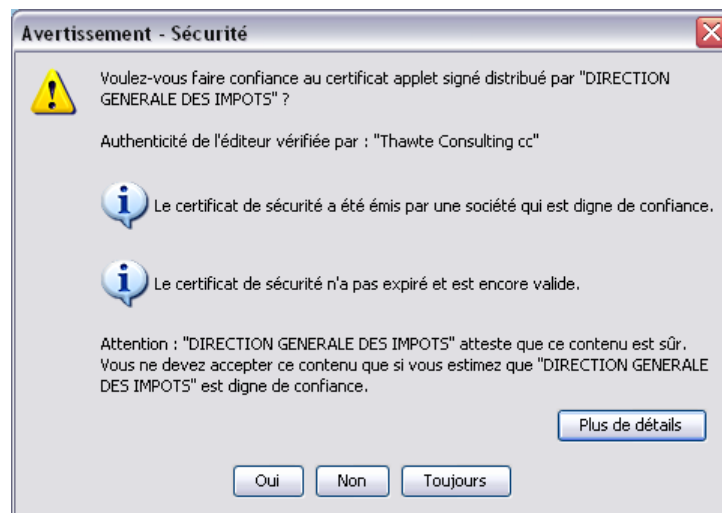 Avertissement - Sécurité
Voulez-vous faire confiance au certificat applet signé distribué par "DIRECTION
GENERALE DES IMPOTS" ?
Authenticité de l'éditeur vérifiée par : "Thawte Consulting cc"
Le certificat de sécurité a été émis par une société qui est digne de confiance.
Le certificat de sécurité n'a pas expiré et est encore valide.
Attention : "DIRECTION GENERALE DES IMPOTS" atteste que ce contenu est sûr.
Vous ne devez accepter ce contenu que si vous estimez que "DIRECTION GENERALE
DES IMPOTS" est digne de confiance.
Plus de détails
Oui Non Toujours